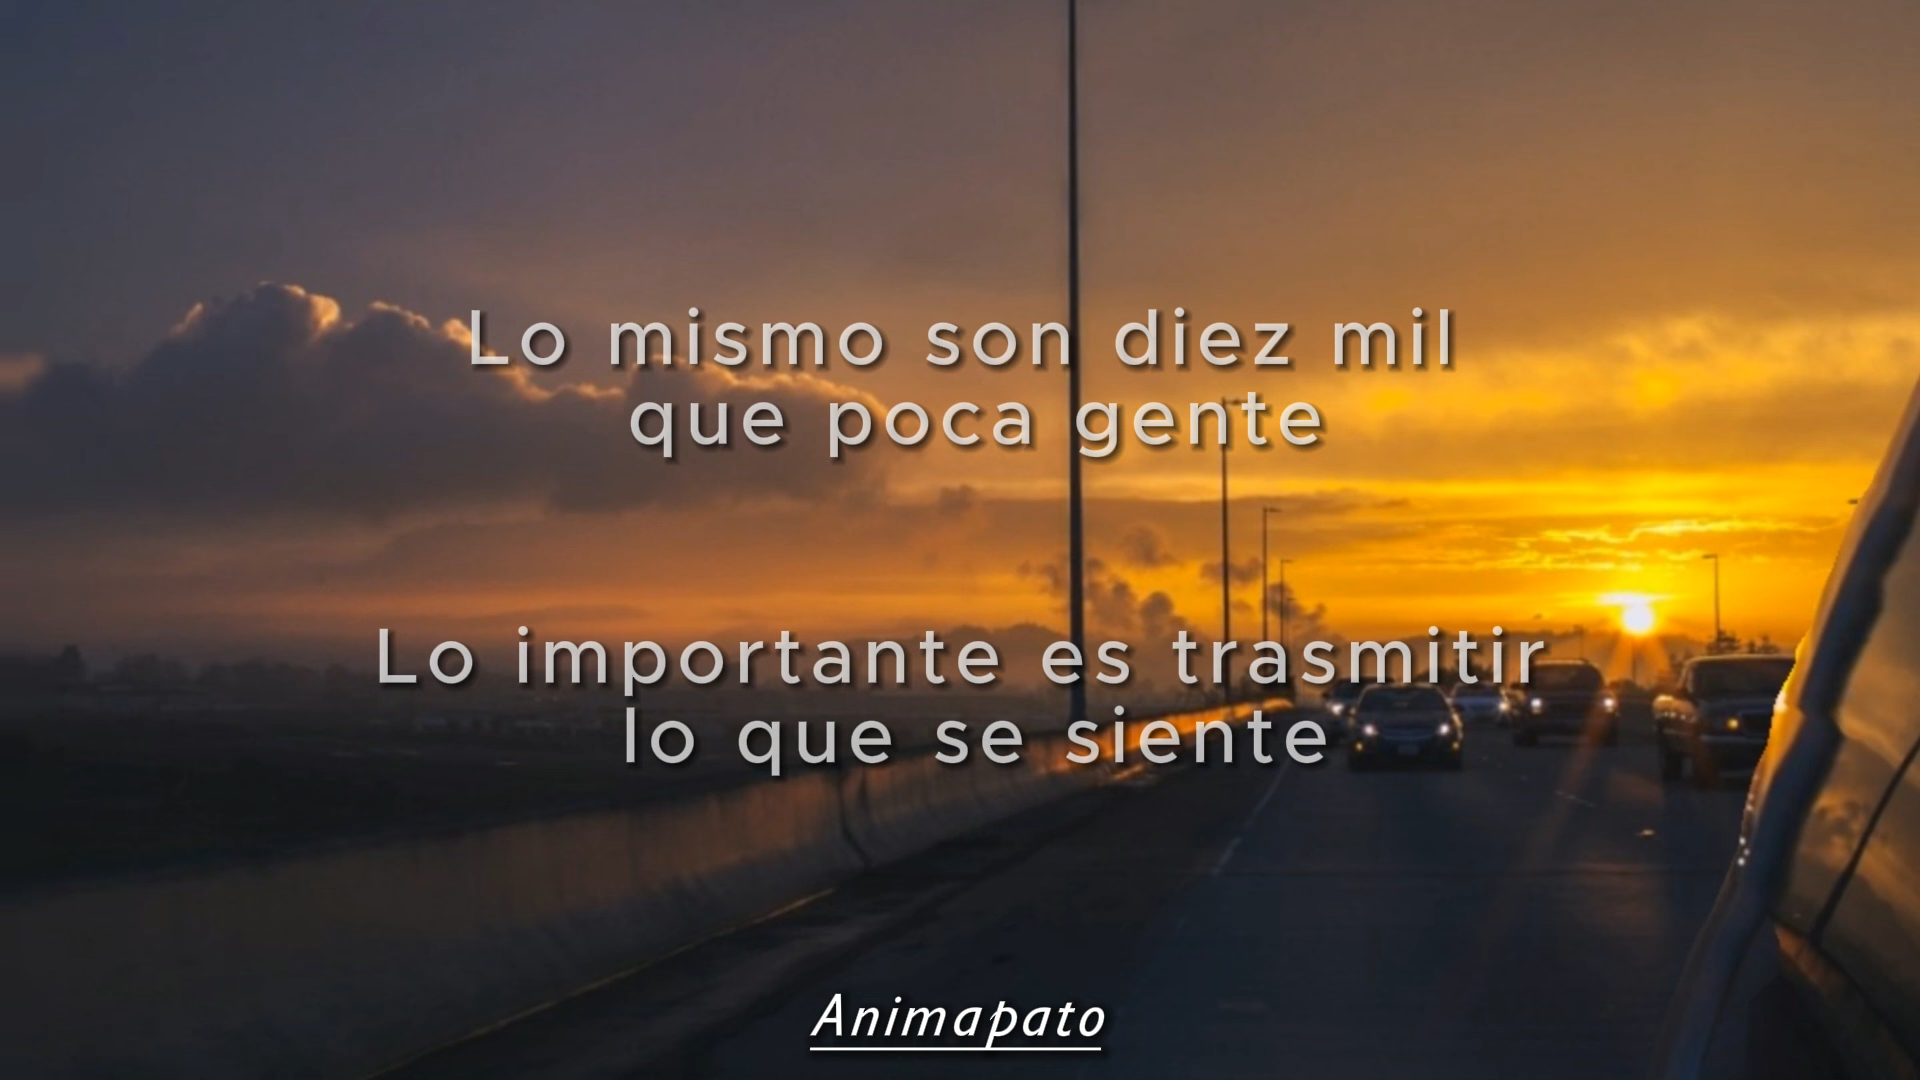 Lo mismo son diez mil
que poca gente
Lo importante es trasmitir
lo que se siente
Animapato